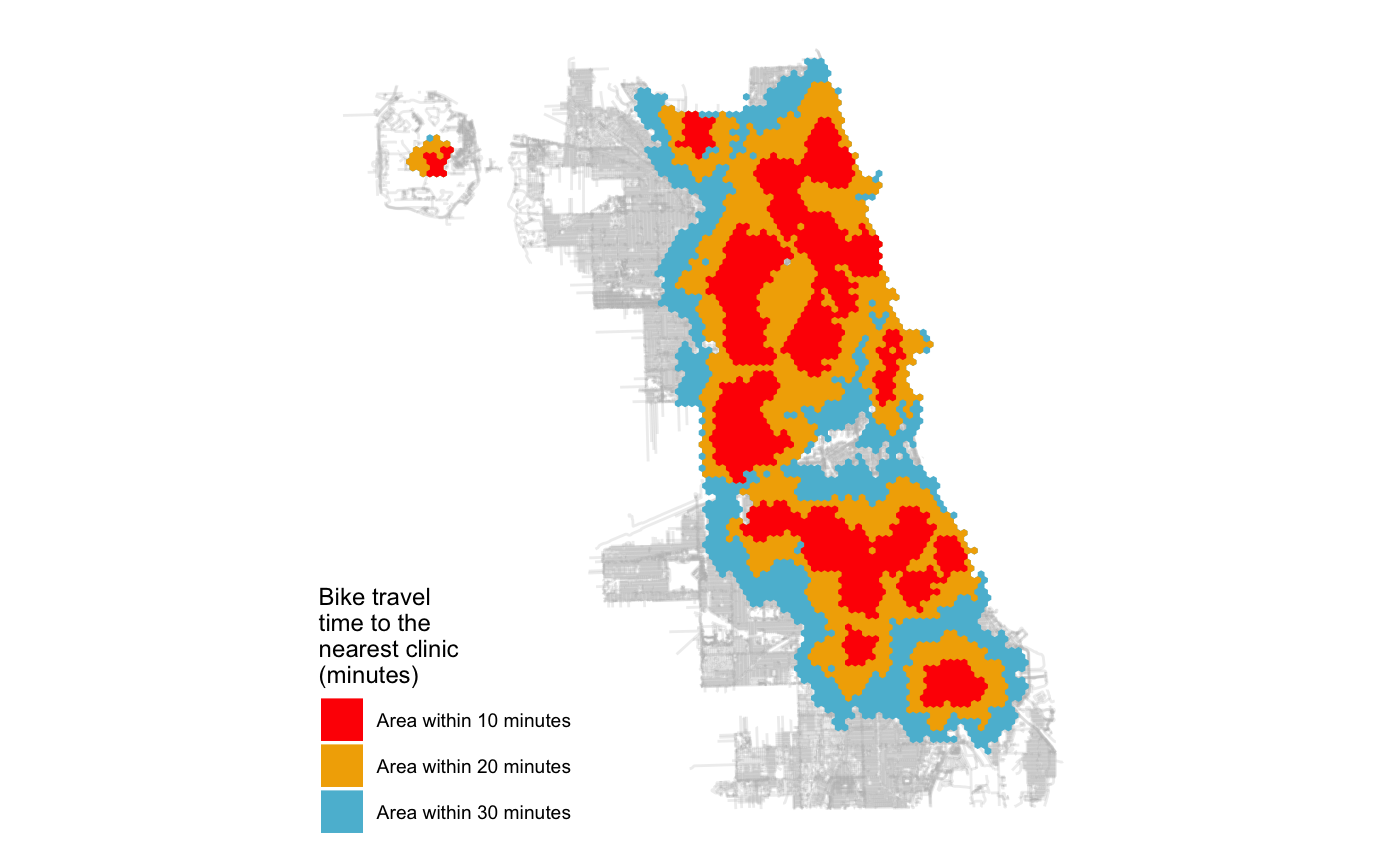 Bike travel
time to the
nearest clinic
(minutes)
Area within 10 minutes
Area within 20 minutes
Area within 30 minutes